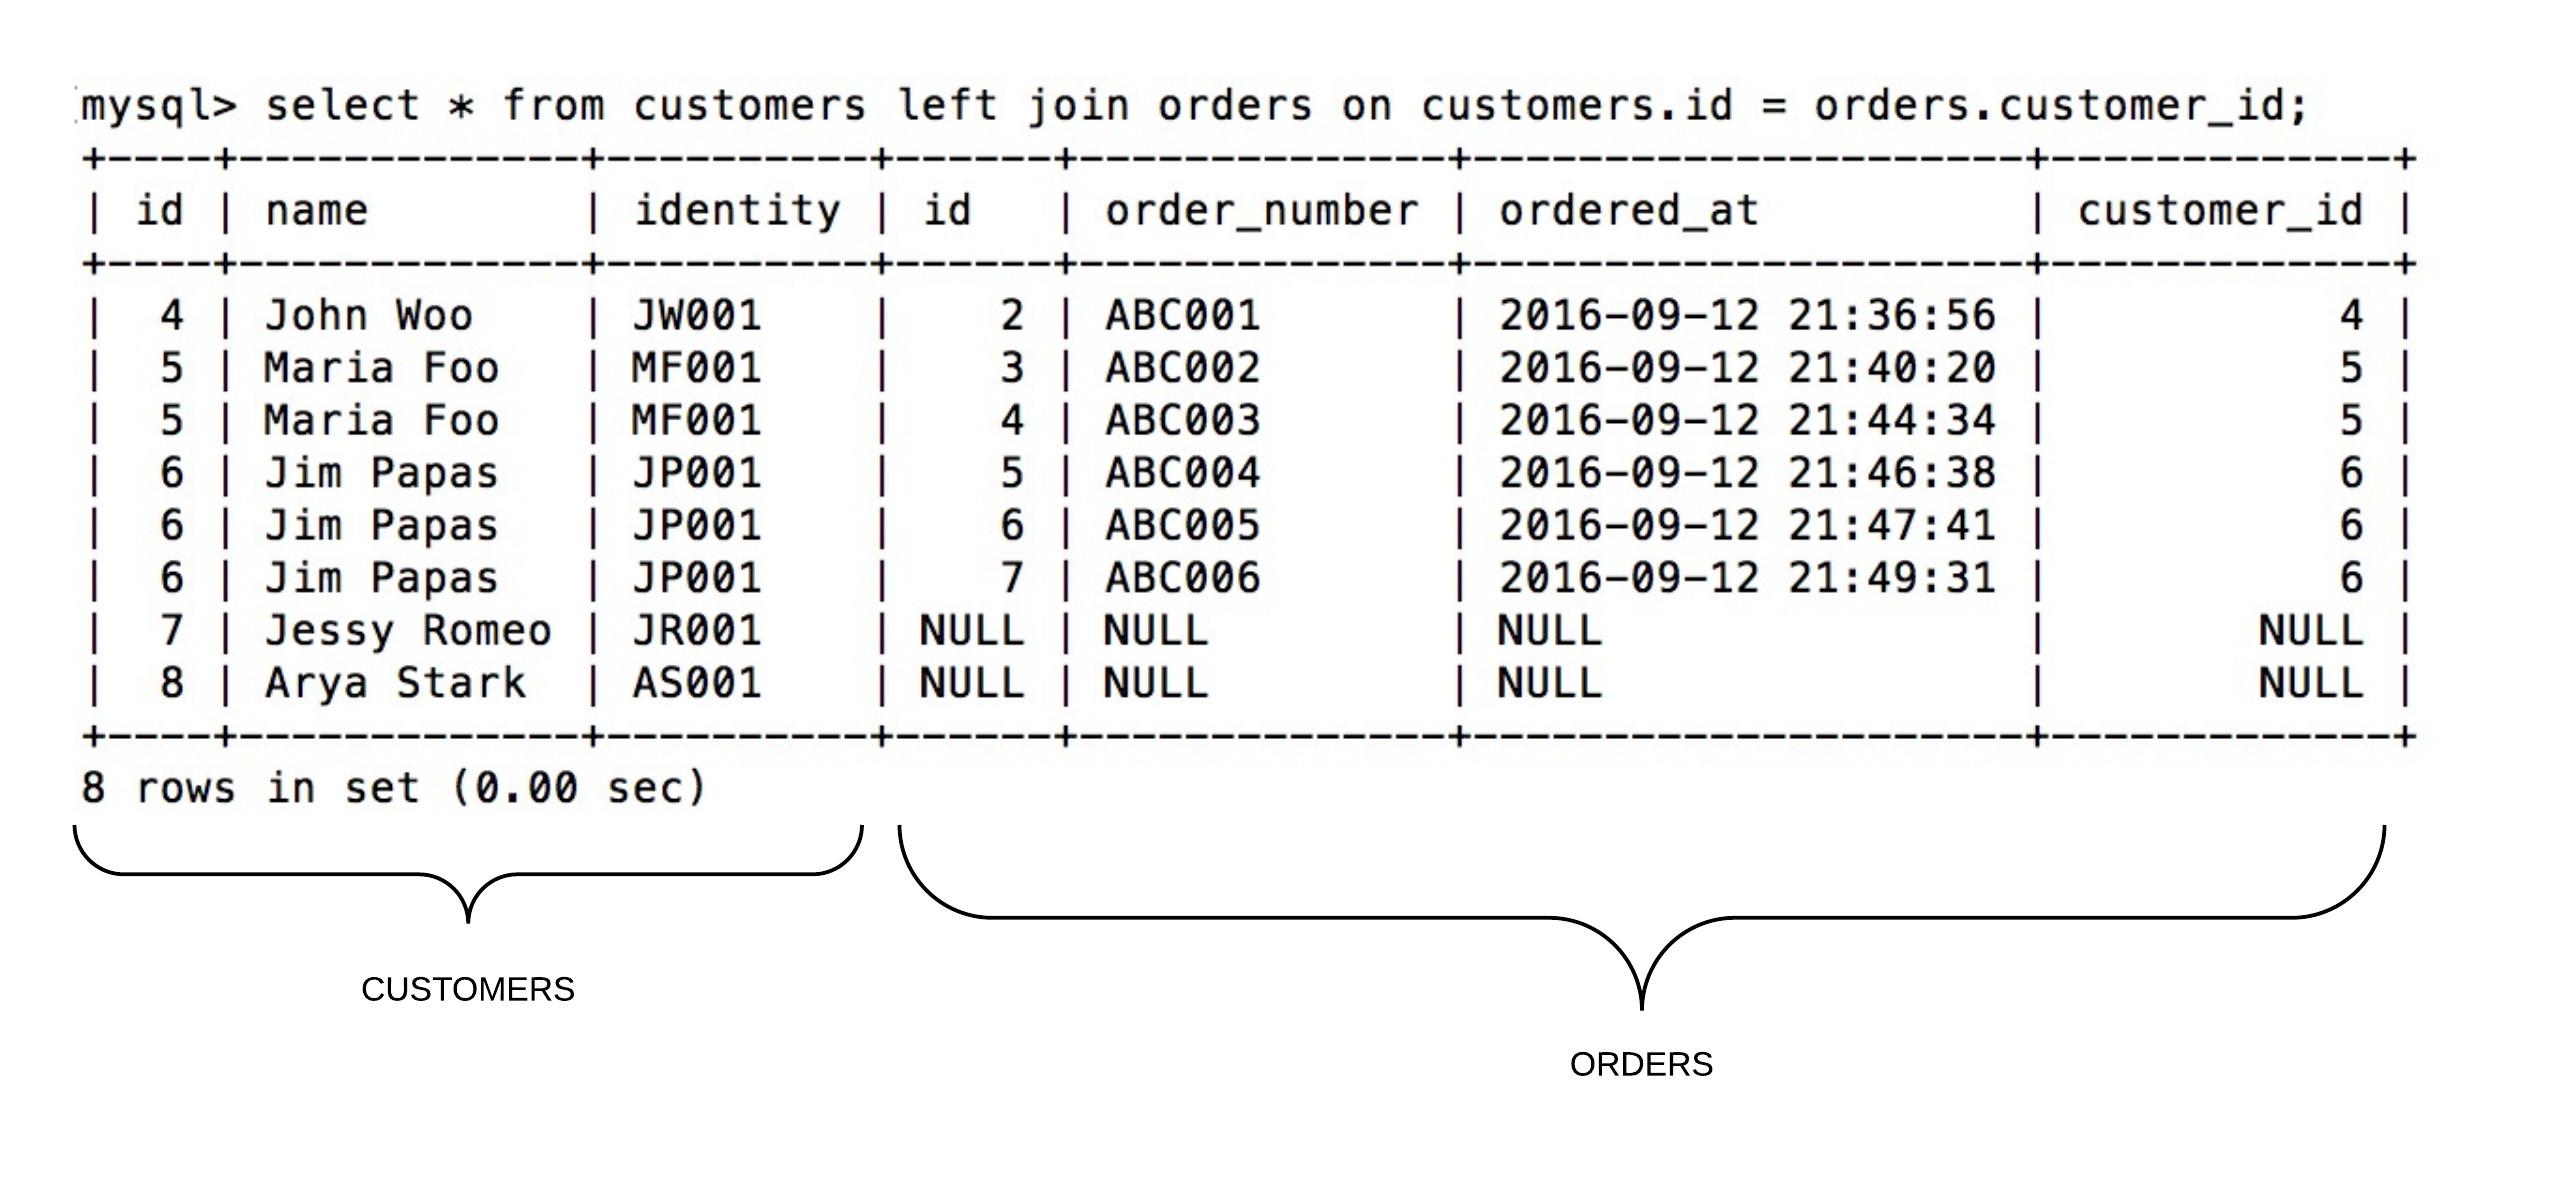 mysql> select * from customers left join orders on customers.id = orders.customer_id;
+----+-------------+----------+------+--------------+---------------------+-------------+
| id | name        | identity | id   | order_number | ordered_at          | customer_id |
+----+-------------+----------+------+--------------+---------------------+-------------+
|  4 | John Woo    | JW001    |    2 | ABC001       | 2016-09-12 21:36:56 |           4 |
|  5 | Maria Foo   | MF001    |    3 | ABC002       | 2016-09-12 21:40:20 |           5 |
|  5 | Maria Foo   | MF001    |    4 | ABC003       | 2016-09-12 21:44:34 |           5 |
|  6 | Jim Papas   | JP001    |    5 | ABC004       | 2016-09-12 21:46:38 |           6 |
|  6 | Jim Papas   | JP001    |    6 | ABC005       | 2016-09-12 21:47:41 |           6 |
|  6 | Jim Papas   | JP001    |    7 | ABC006       | 2016-09-12 21:49:31 |           6 |
|  7 | Jessy Romeo | JR001    | NULL | NULL         | NULL                |        NULL |
|  8 | Arya Stark  | AS001    | NULL | NULL         | NULL                |        NULL |
+----+-------------+----------+------+--------------+---------------------+-------------+
8 rows in set (0.00 sec)
CUSTOMERS
ORDERS